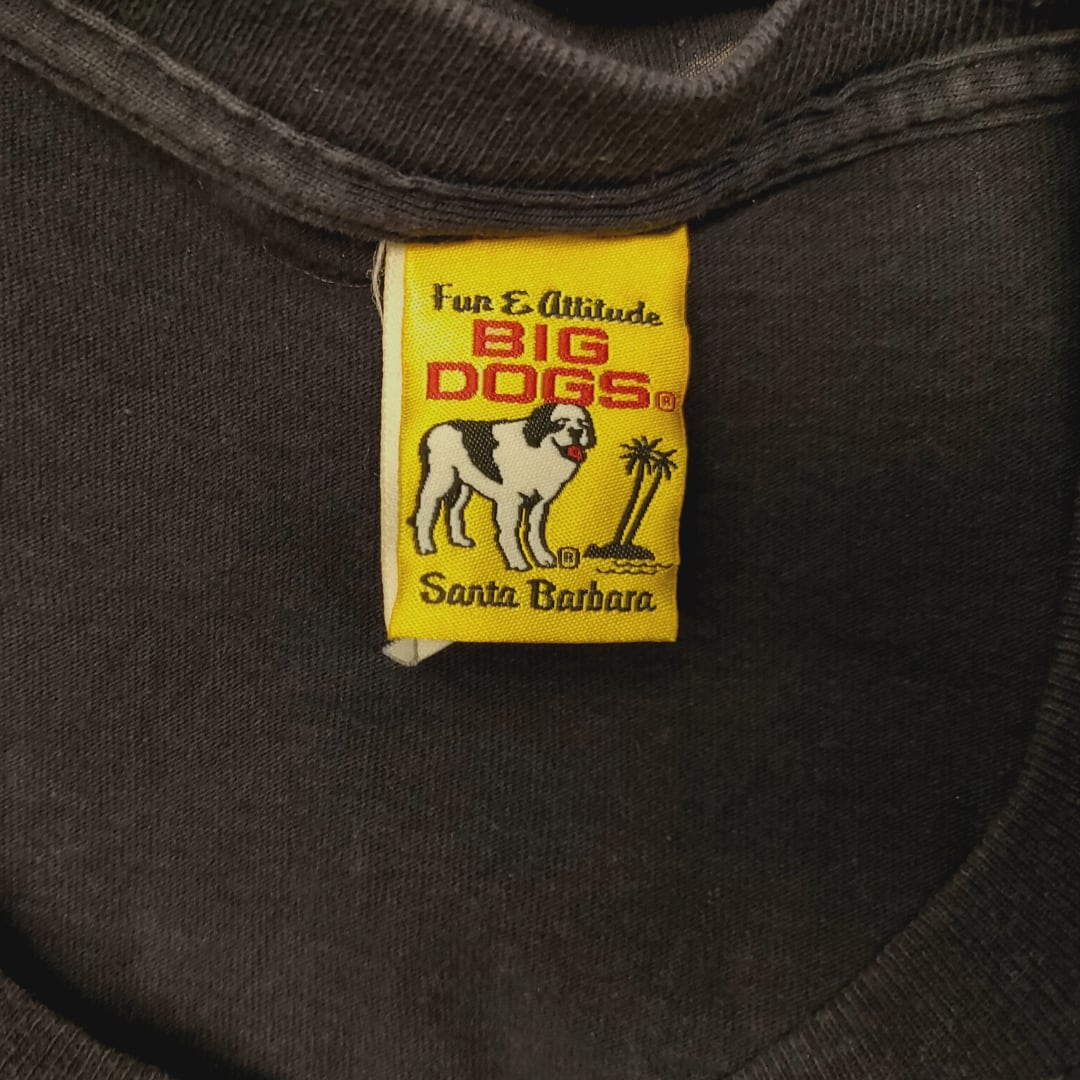 Fun & Attitude
BIG
DOGS®
®
Santa Barbara